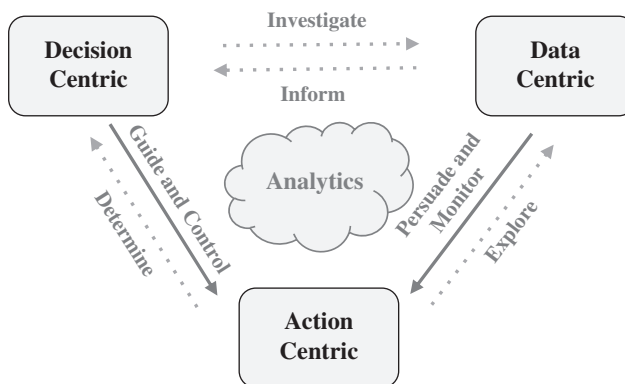 Investigate
Decision
Centric
Data
Centric
Inform
Guide and Control
Analytics
Persuade and
Monitor
Determine
Explore
Action
Centric